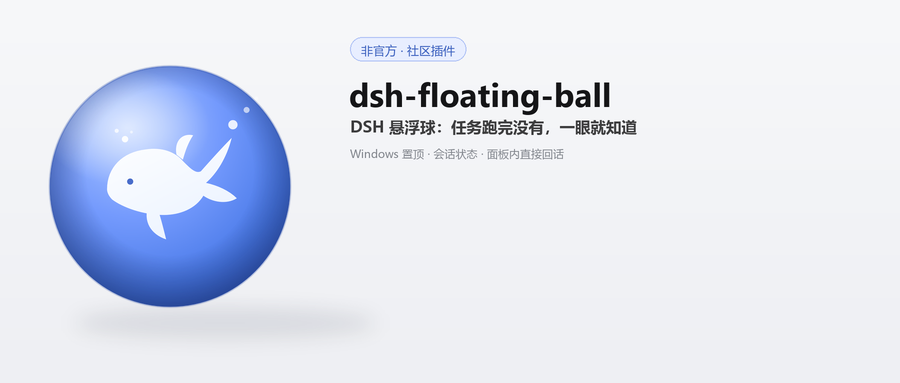 非官方 · 社区插件
dsh-floating-ball
DSH 悬浮球：任务跑完没有，一眼就知道
Windows 置顶 · 会话状态 · 面板内直接回话